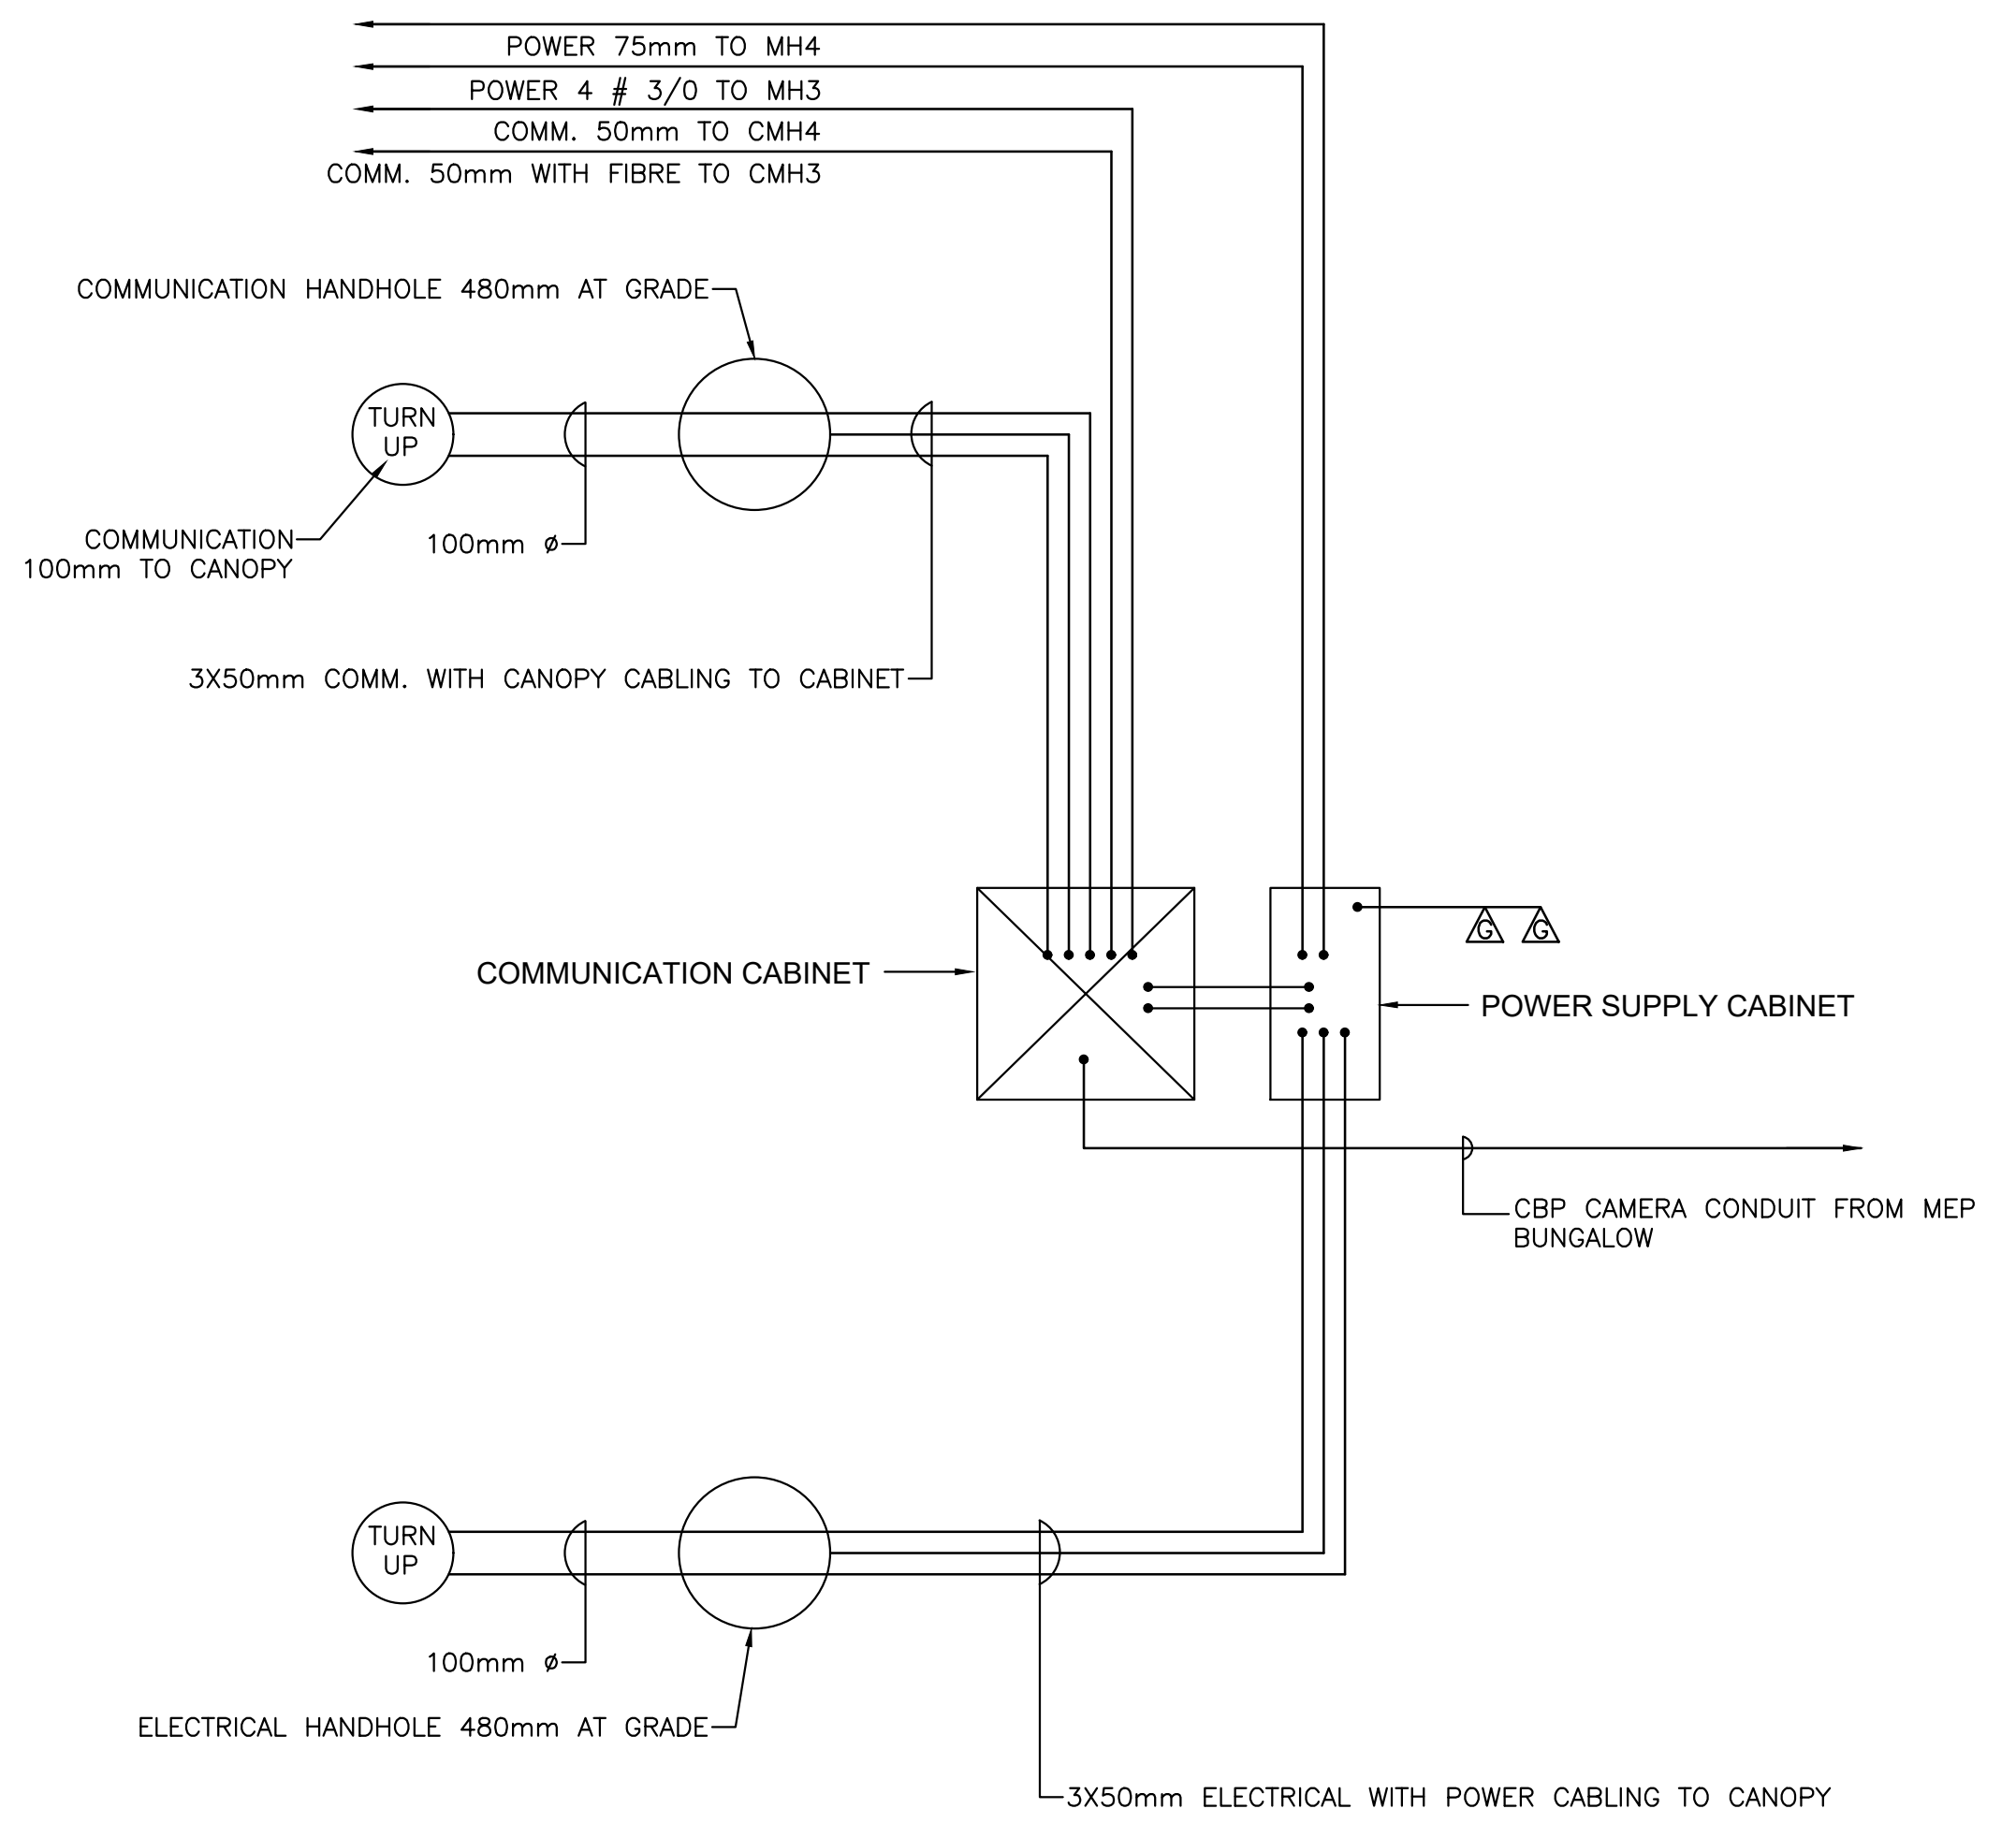 POWER 75mm TO MH4
POWER 4 # 3/0 TO MH3
COMM. 50mm TO CMH4
COMM. 50mm WITH FIBRE TO CMH3
COMMUNICATION HANDHOLE 480mm AT GRADE
TURN
UP
COMMUNICATION
100mm TO CANOPY
100mm ø
3X50mm COMM. WITH CANOPY CABLING TO CABINET
G G
COMMUNICATION CABINET
POWER SUPPLY CABINET
CBP CAMERA CONDUIT FROM MEP
BUNGALOW
TURN
UP
100mm ø
ELECTRICAL HANDHOLE 480mm AT GRADE
3X50mm ELECTRICAL WITH POWER CABLING TO CANOPY